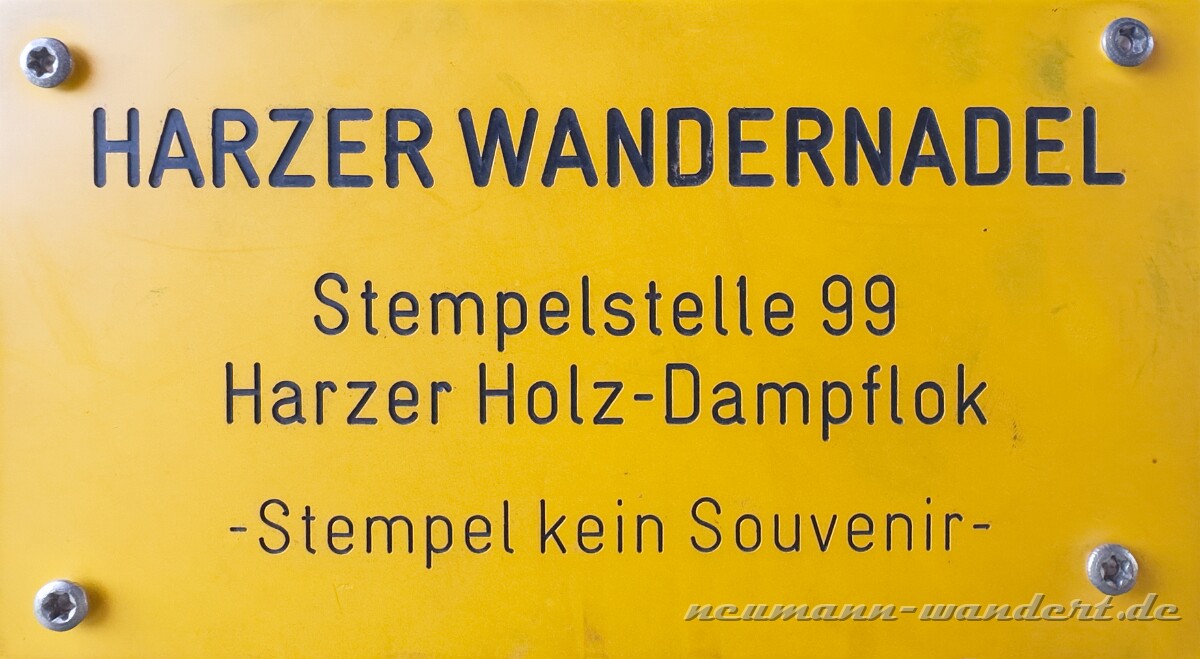 HARZER WANDERNADEL
Stempelstelle 99
Harzer Holz-Dampflok
-Stempel kein Souvenir-
neumann-wandert.de